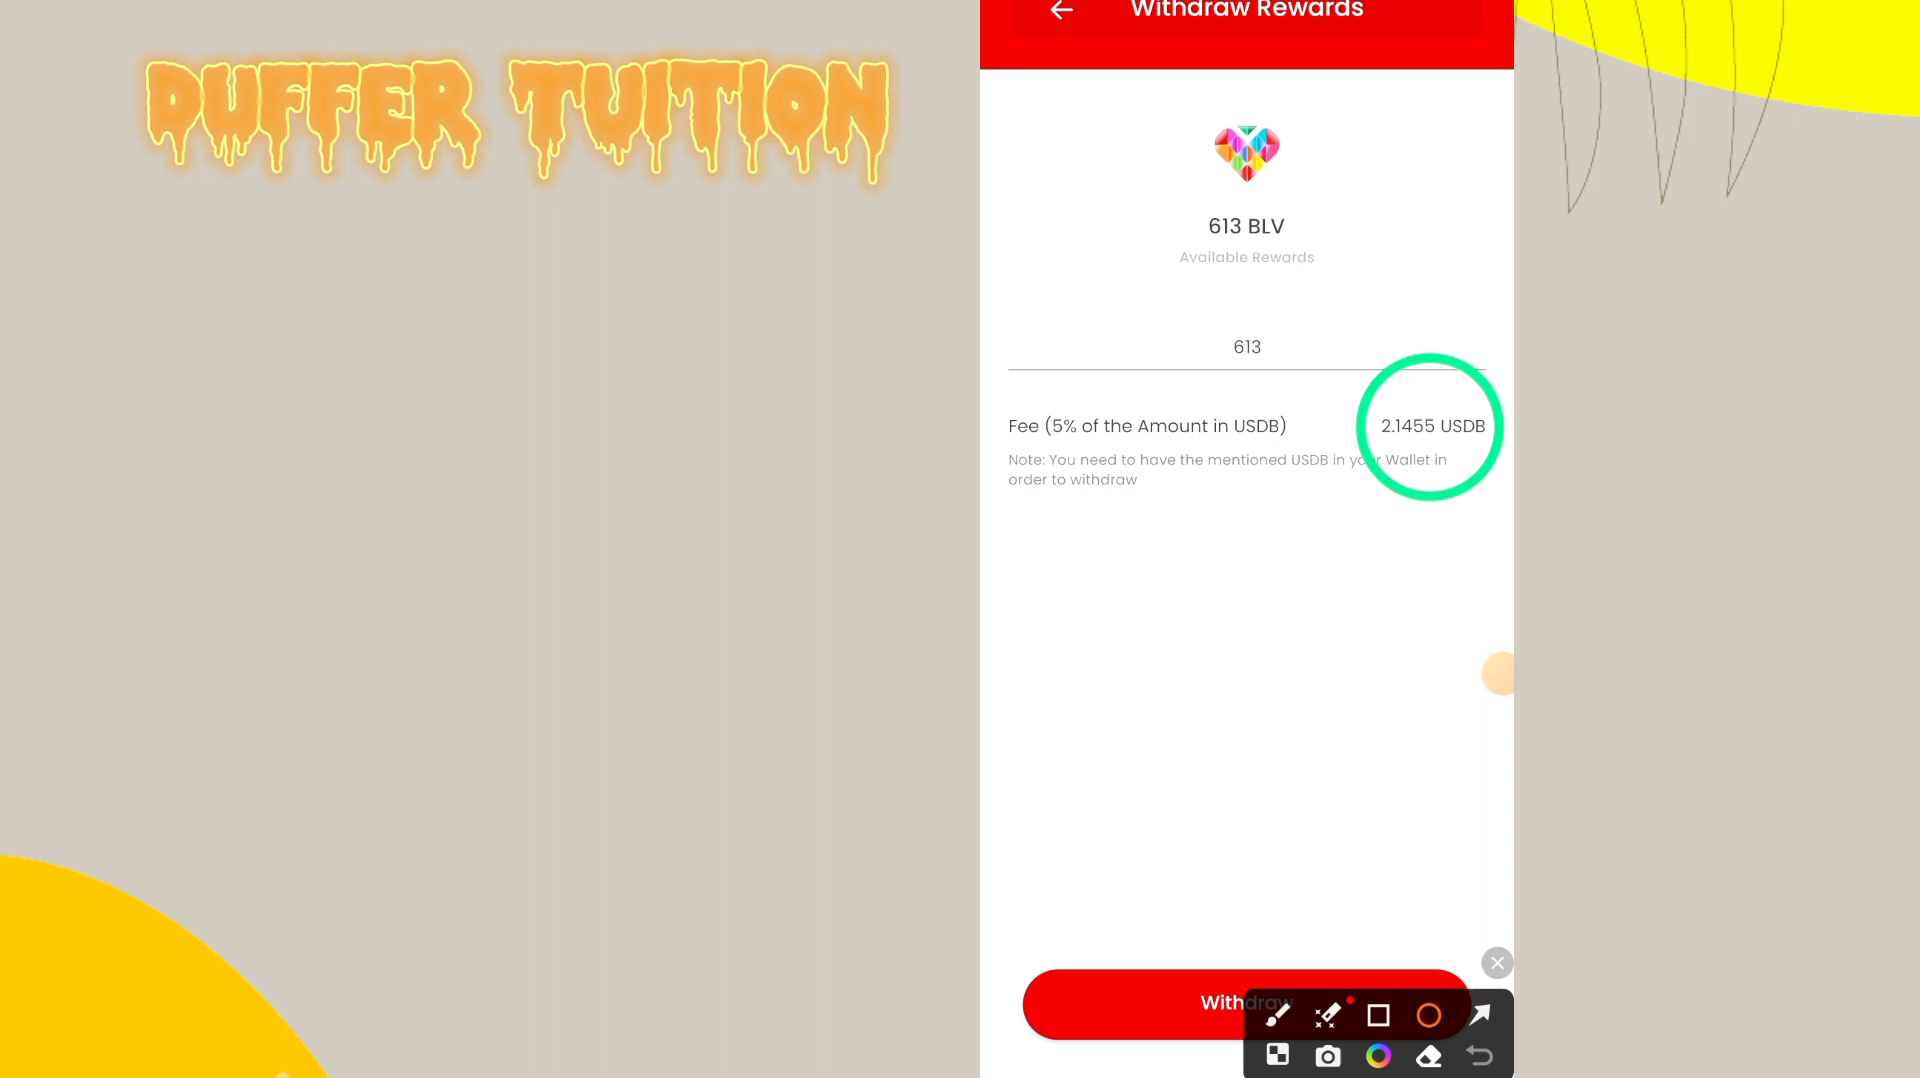 DUFFER TUITION
Withdraw Rewards
613 BLV
Available Rewards
613
Fee (5% of the Amount in USDB) 2.1455 USDB
Note: You need to have the mentioned USDB in your Wallet in
order to withdraw
Withdraw